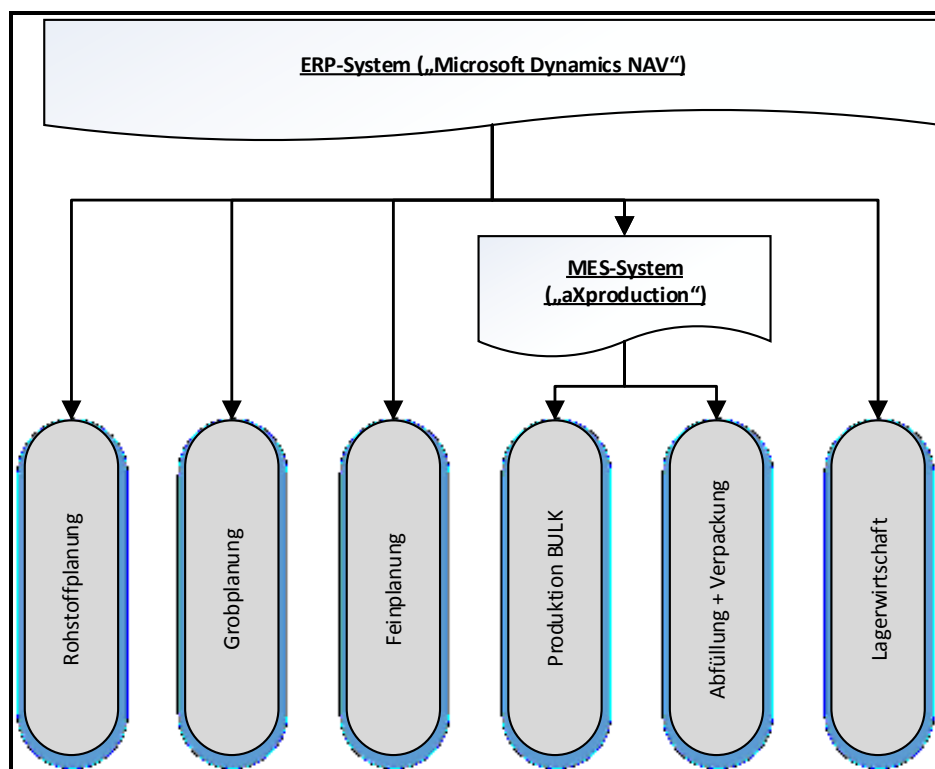 ERP-System („Microsoft Dynamics NAV“)
MES-System
(„aXproduction“)
Rohstoffplanung
Grobplanung
Feinplanung
Produktion BULK
Abfüllung + Verpackung
Lagerwirtschaft